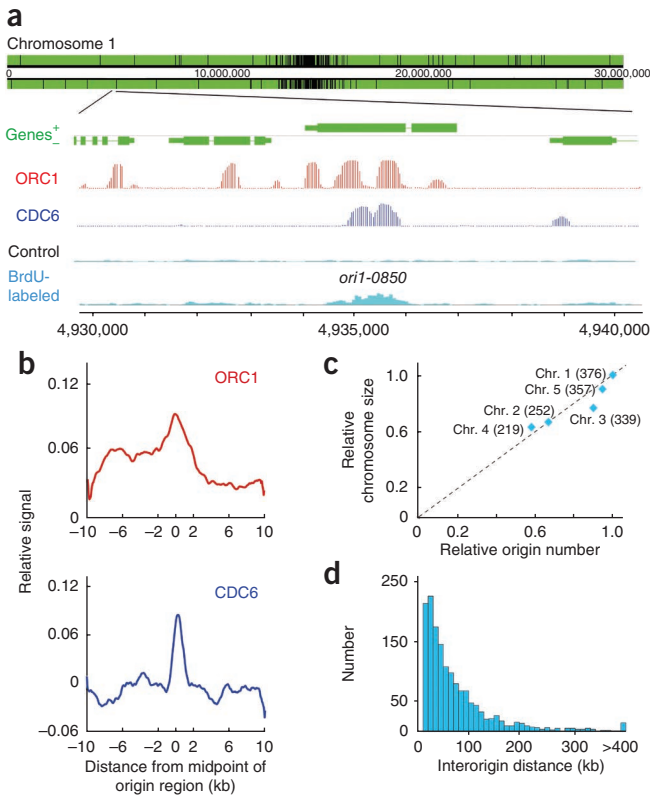 a
Chromosome 1
0 10,000,000 20,000,000 30,000,000
Genes + −
ORC1
CDC6
Control
BrdU-
labeled
ori1-0850
4,930,000 4,935,000 4,940,000
b
ORC1
0.12
0.06
0
−10 −6 −2 0 2 6 10
Relative signal
CDC6
0.12
0.06
0
−0.06
−10 −6 −2 0 2 6 10
Distance from midpoint of
origin region (kb)
c
Relative
chromosome size
1.0
0.6
0.2
0
Chr. 1 (376)
Chr. 5 (357)
Chr. 2 (252)
Chr. 4 (219)
Chr. 3 (339)
0 0.2 0.6 1.0
Relative origin number
d
Number
250
150
50
0
0 100 200 300 >400
Interorigin distance (kb)